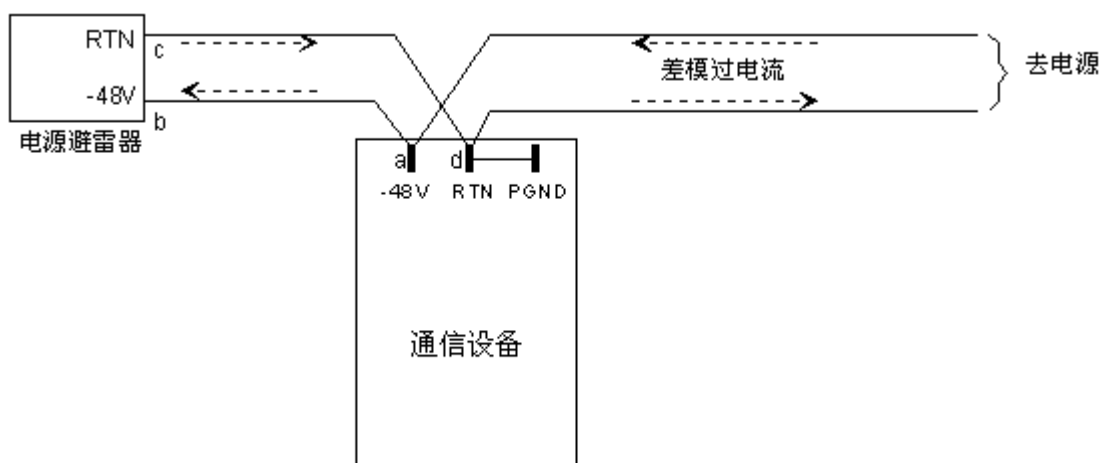 RTN
c
-48V
b
电源避雷器
差模过电流
去电源
a
d
-48V RTN PGND
通信设备